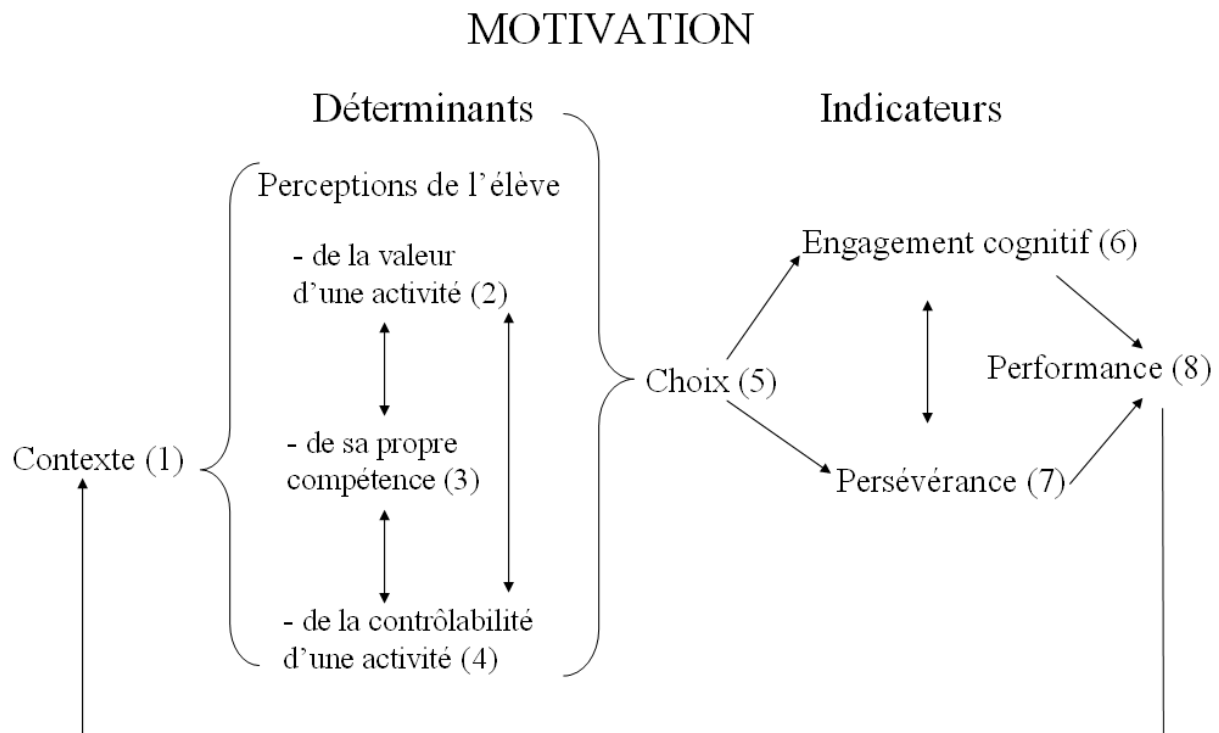 MOTIVATION
Déterminants
Indicateurs
Perceptions de l’élève
- de la valeur
d’une activité (2)
Engagement cognitif (6)
Choix (5)
Performance (8)
Contexte (1)
- de sa propre
compétence (3)
Persévérance (7)
- de la contrôlabilité
d’une activité (4)